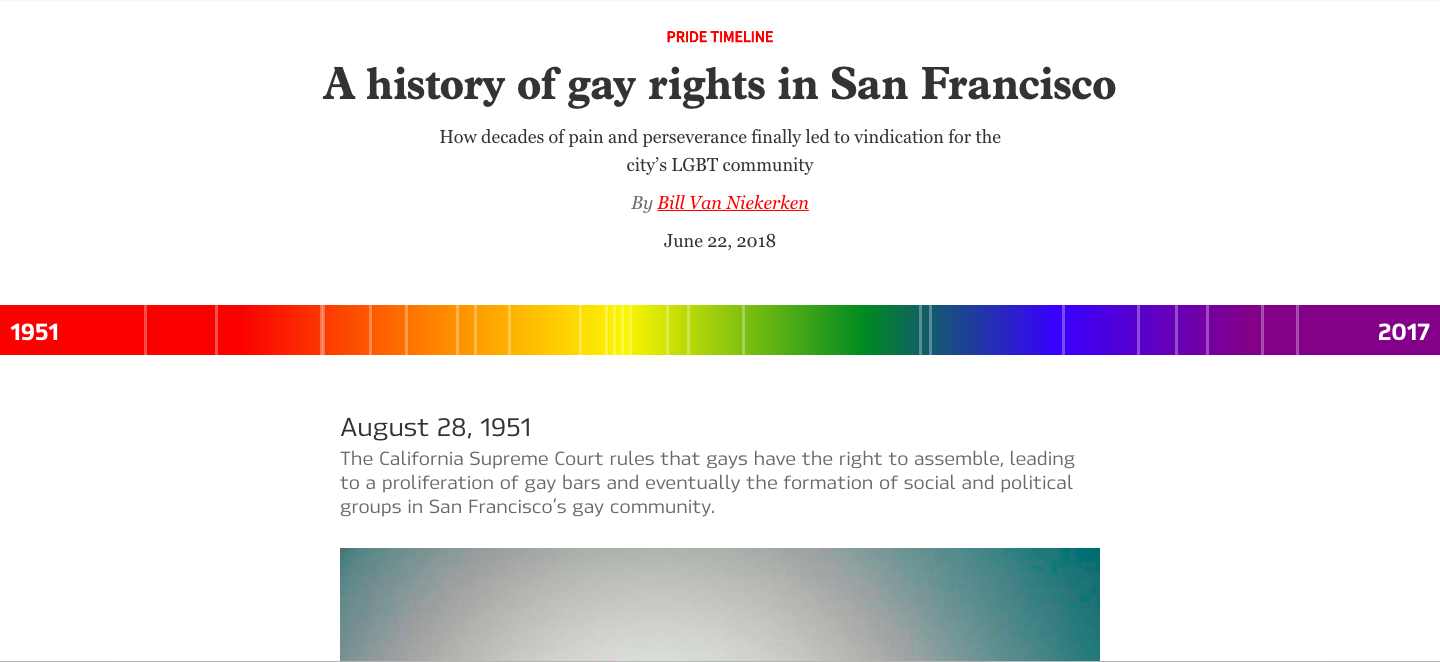 PRIDE TIMELINE
A history of gay rights in San Francisco
How decades of pain and perseverance finally led to vindication for the
city’s LGBT community
By Bill Van Niekerken
June 22, 2018
1951
2017
August 28, 1951
The California Supreme Court rules that gays have the right to assemble, leading
to a proliferation of gay bars and eventually the formation of social and political
groups in San Francisco’s gay community.